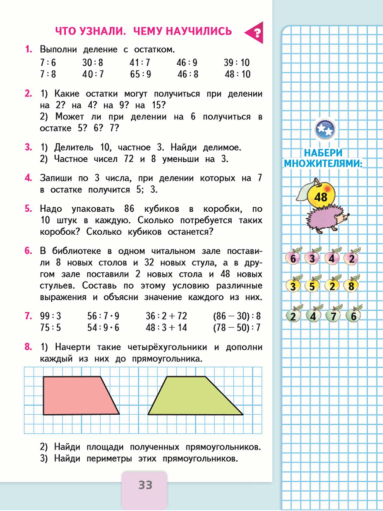 ЧТО УЗНАЛИ. ЧЕМУ НАУЧИЛИСЬ ?
1. Выполни деление с остатком.
7 : 6 30 : 8 41 : 7 46 : 9 39 : 10
7 : 8 40 : 7 65 : 9 46 : 8 48 : 10
2. 1) Какие остатки могут получиться при делении
на 2? на 4? на 9? на 15?
2) Может ли при делении на 6 получиться в
остатке 5? 6? 7?
3. 1) Делитель 10, частное 3. Найди делимое.
2) Частное чисел 72 и 8 уменьши на 3.
4. Запиши по 3 числа, при делении которых на 7
в остатке получится 5; 3.
5. Надо упаковать 86 кубиков в коробки, по
10 штук в каждую. Сколько потребуется таких
коробок? Сколько кубиков останется?
6. В библиотеке в одном читальном зале постави-
ли 8 новых столов и 32 новых стула, а в дру-
гом зале поставили 2 новых стола и 48 новых
стульев. Составь по этому условию различные
выражения и объясни значение каждого из них.
7. 99 : 3 56 : 7 · 9 36 : 2 + 72 (86 − 30) : 8
75 : 5 54 : 9 · 6 48 : 3 + 14 (78 − 50) : 7
8. 1) Начерти такие четырёхугольники и дополни
каждый из них до прямоугольника.
2) Найди площади полученных прямоугольников.
3) Найди периметры этих прямоугольников.
33
НАБЕРИ
МНОЖИТЕЛЯМИ:
48
6 3 4 2
3 5 2 8
2 4 7 6